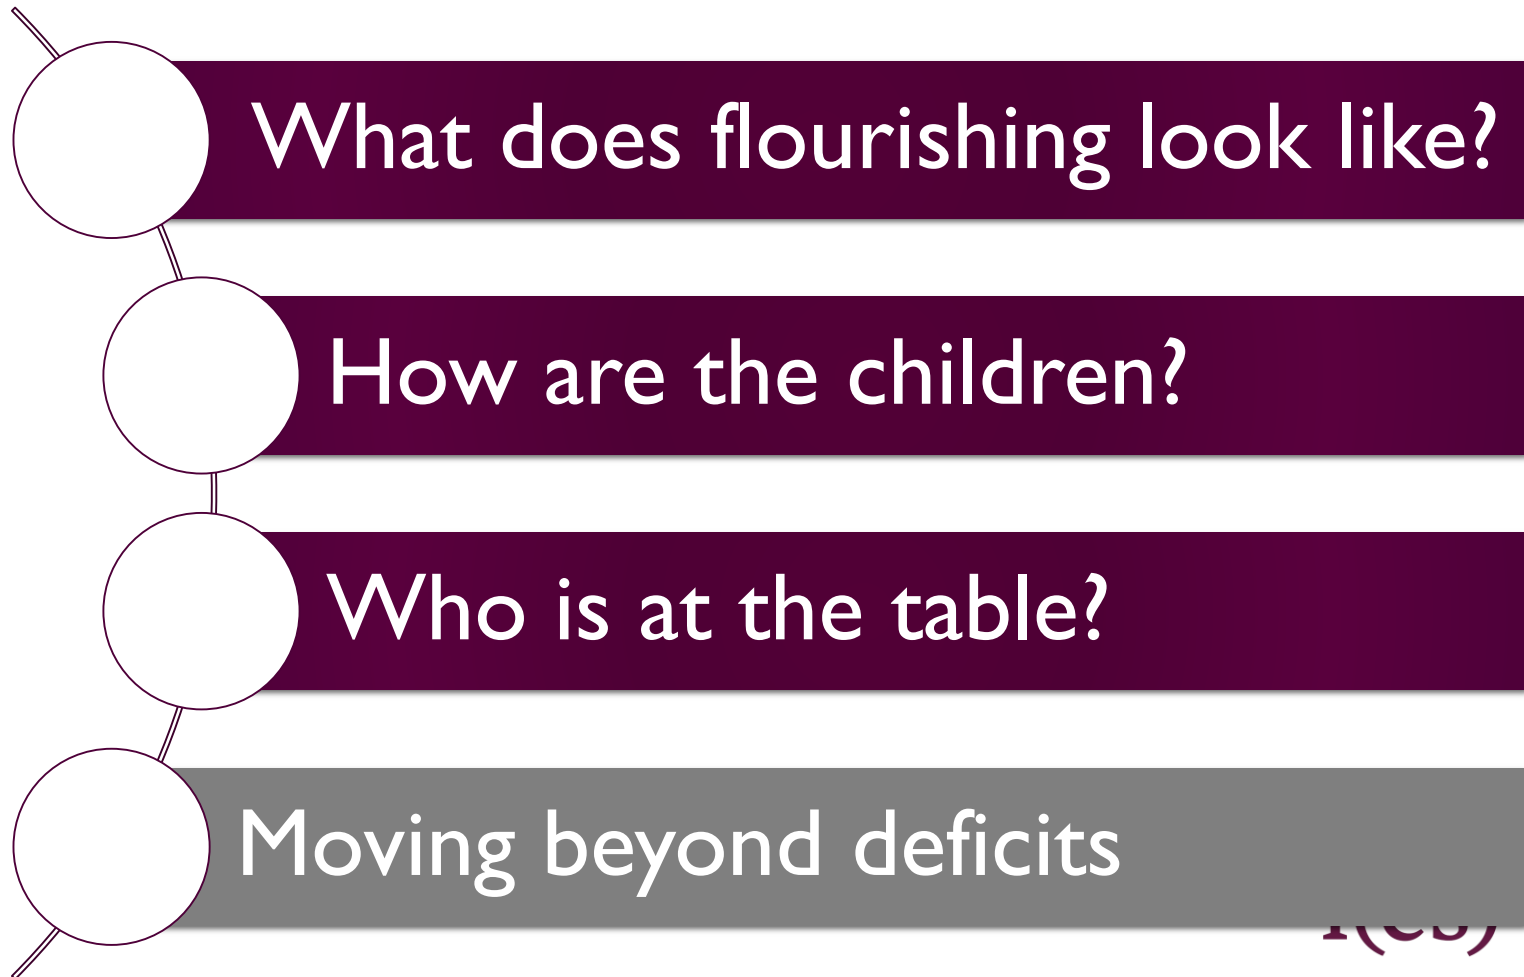 What does flourishing look like?
How are the children?
Who is at the table?
Moving beyond deficits